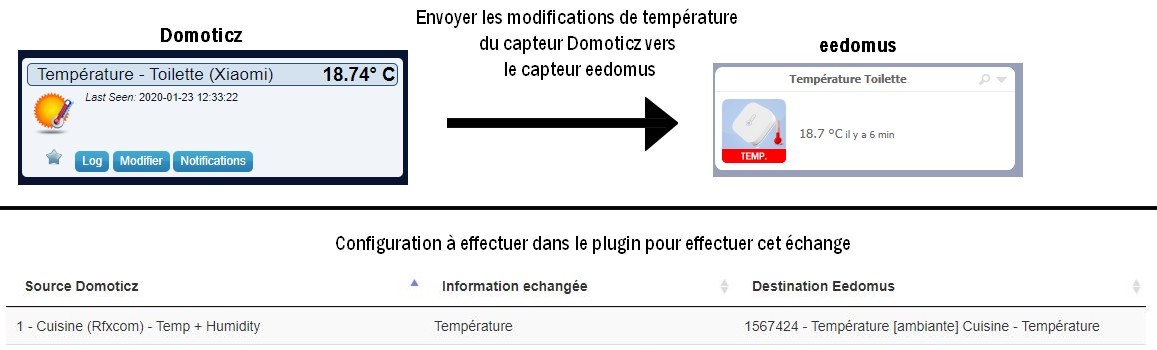 Domoticz
Envoyer les modifications de température
du capteur Domoticz vers
le capteur eedomus
eedomus
Température - Toilette (Xiaomi) 18.74° C
Last Seen: 2020-01-23 12:33:22
Log Modifier Notifications
Température Toilette
18.7 °C il y a 6 min
TEMP.
Configuration à effectuer dans le plugin pour effectuer cet échange
Source Domoticz Information echangée Destination Eedomus
1 - Cuisine (Rfxcom) - Temp + Humidity Température 1567424 - Température [ambiante] Cuisine - Température